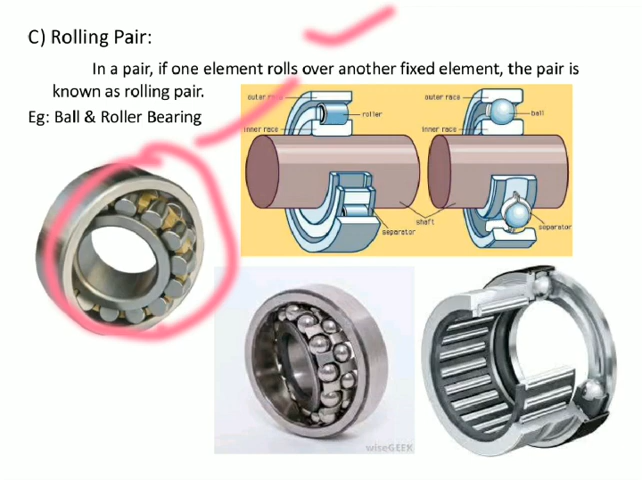 C) Rolling Pair:
In a pair, if one element rolls over another fixed element, the pair is
known as rolling pair.
Eg: Ball & Roller Bearing
outer race
roller
inner race
shaft
separator
outer race
ball
inner race
separator
wiseGEEK